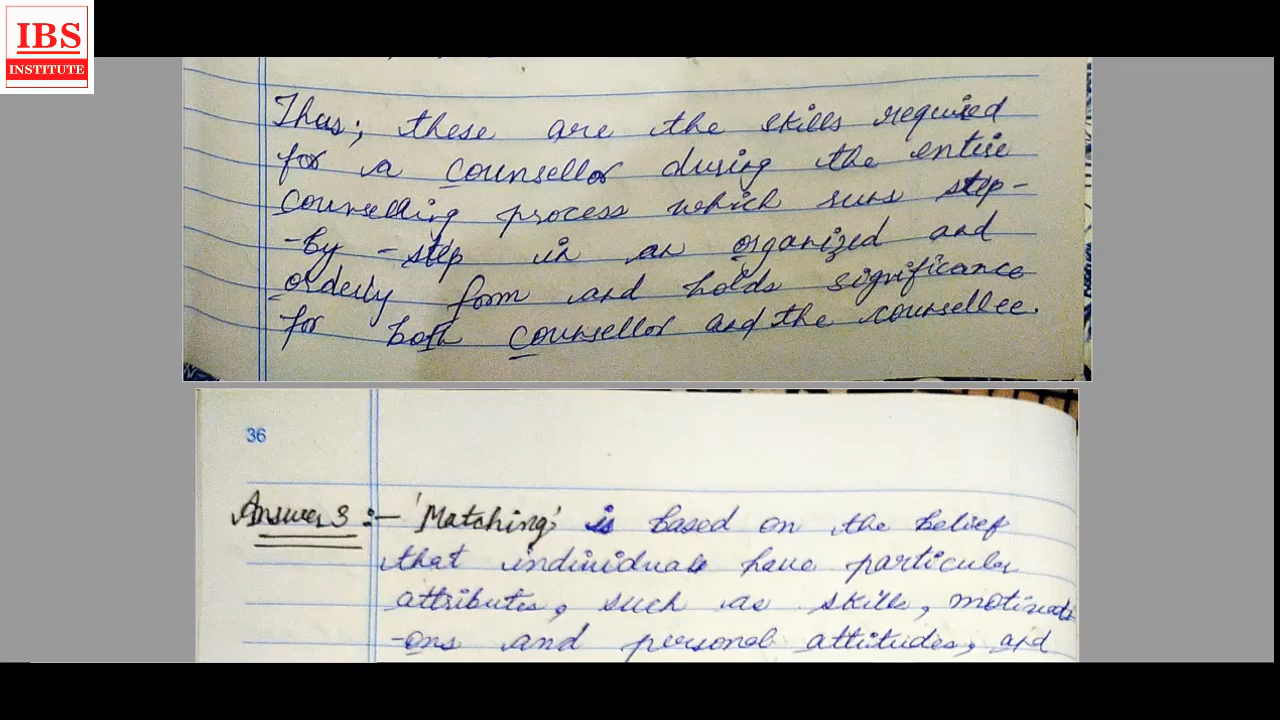 IBS
INSTITUTE
Thus; these are the skills required
for a counsellor during the entire
counselling process which runs step-
-by-step in an organized and
orderly form and holds significance
for both counsellor and the counsellee.
36
Answer 3 :- 'Matching' is based on the belief
that individuals have particular
attributes, such as skills, motivati
-ons and personal attitudes, and